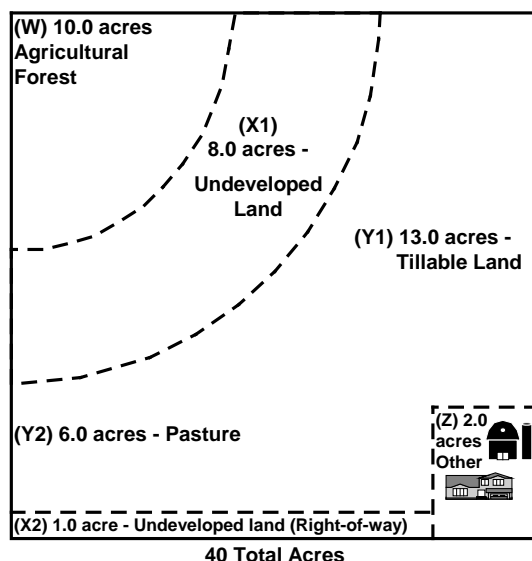 (W) 10.0 acres
Agricultural
Forest
(X1)
8.0 acres -
Undeveloped
Land
(Y1) 13.0 acres -
Tillable Land
(Y2) 6.0 acres - Pasture
(Z) 2.0
acres
Other
(X2) 1.0 acre - Undeveloped land (Right-of-way)
40 Total Acres